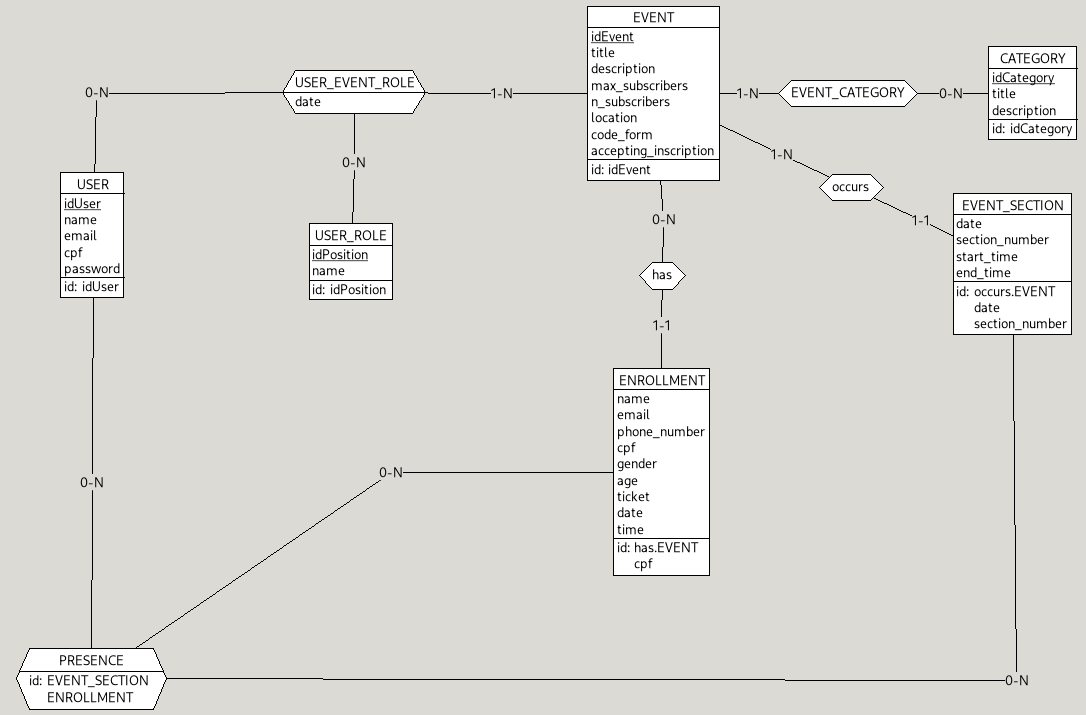 EVENT
idEvent
title
description
max_subscribers
n_subscribers
location
code_form
accepting_inscription
id: idEvent
CATEGORY
idCategory
title
description
id: idCategory
USER_EVENT_ROLE
date
0-N
1-N
1-N
EVENT_CATEGORY
0-N
0-N
1-N
occurs
1-1
USER
idUser
name
email
cpf
password
id: idUser
USER_ROLE
idPosition
name
id: idPosition
EVENT_SECTION
date
section_number
start_time
end_time
id: occurs.EVENT
date
section_number
0-N
has
1-1
ENROLLMENT
name
email
phone_number
cpf
gender
age
ticket
date
time
id: has.EVENT
cpf
0-N
0-N
PRESENCE
id: EVENT_SECTION
ENROLLMENT
0-N